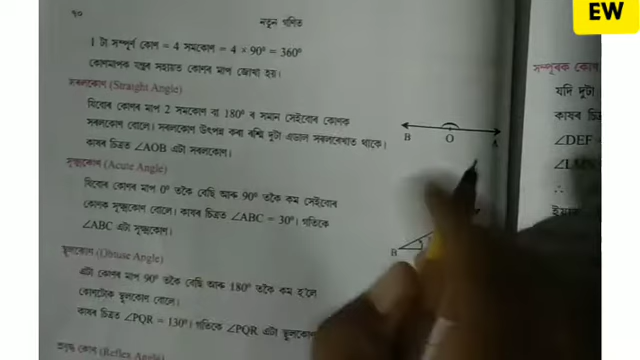 ৭০
নতুন গণিত
EW
1 টা সম্পূৰ্ণ কোণ = 4 সমকোণ = 4 × 90° = 360°
কোণমাপক যন্ত্ৰৰ সহায়ত কোণৰ মাপ জোখা হয়।
সৰলকোণ (Straight Angle)
যিবোৰ কোণৰ মাপ 2 সমকোণ বা 180° ৰ সমান সেইবোৰ কোণক
সৰলকোণ বোলে। সৰলকোণ উৎপন্ন কৰা ৰশ্মি দুটা এডাল সৰলৰেখাত থাকে।
কাষৰ চিত্ৰত ∠AOB এটা সৰলকোণ।
B O A
সূক্ষ্মকোণ (Acute Angle)
যিবোৰ কোণৰ মাপ 0° তকৈ বেছি আৰু 90° তকৈ কম সেইবোৰ
কোণক সূক্ষ্মকোণ বোলে। কাষৰ চিত্ৰত ∠ABC = 30° গতিকে
∠ABC এটা সূক্ষ্মকোণ।
B
স্থূলকোণ (Obtuse Angle)
এটা কোণৰ মাপ 90° তকৈ বেছি আৰু 180° তকৈ কম হ'লে
কোণটোক স্থূলকোণ বোলে।
কাষৰ চিত্ৰত ∠PQR = 130° গতিকে ∠PQR এটা স্থূলকোণ
প্ৰবৃদ্ধ কোণ (Reflex Angle)
সম্পূৰক কোণ
যদি দুটা
কাষৰ চি
∠DEF
∴